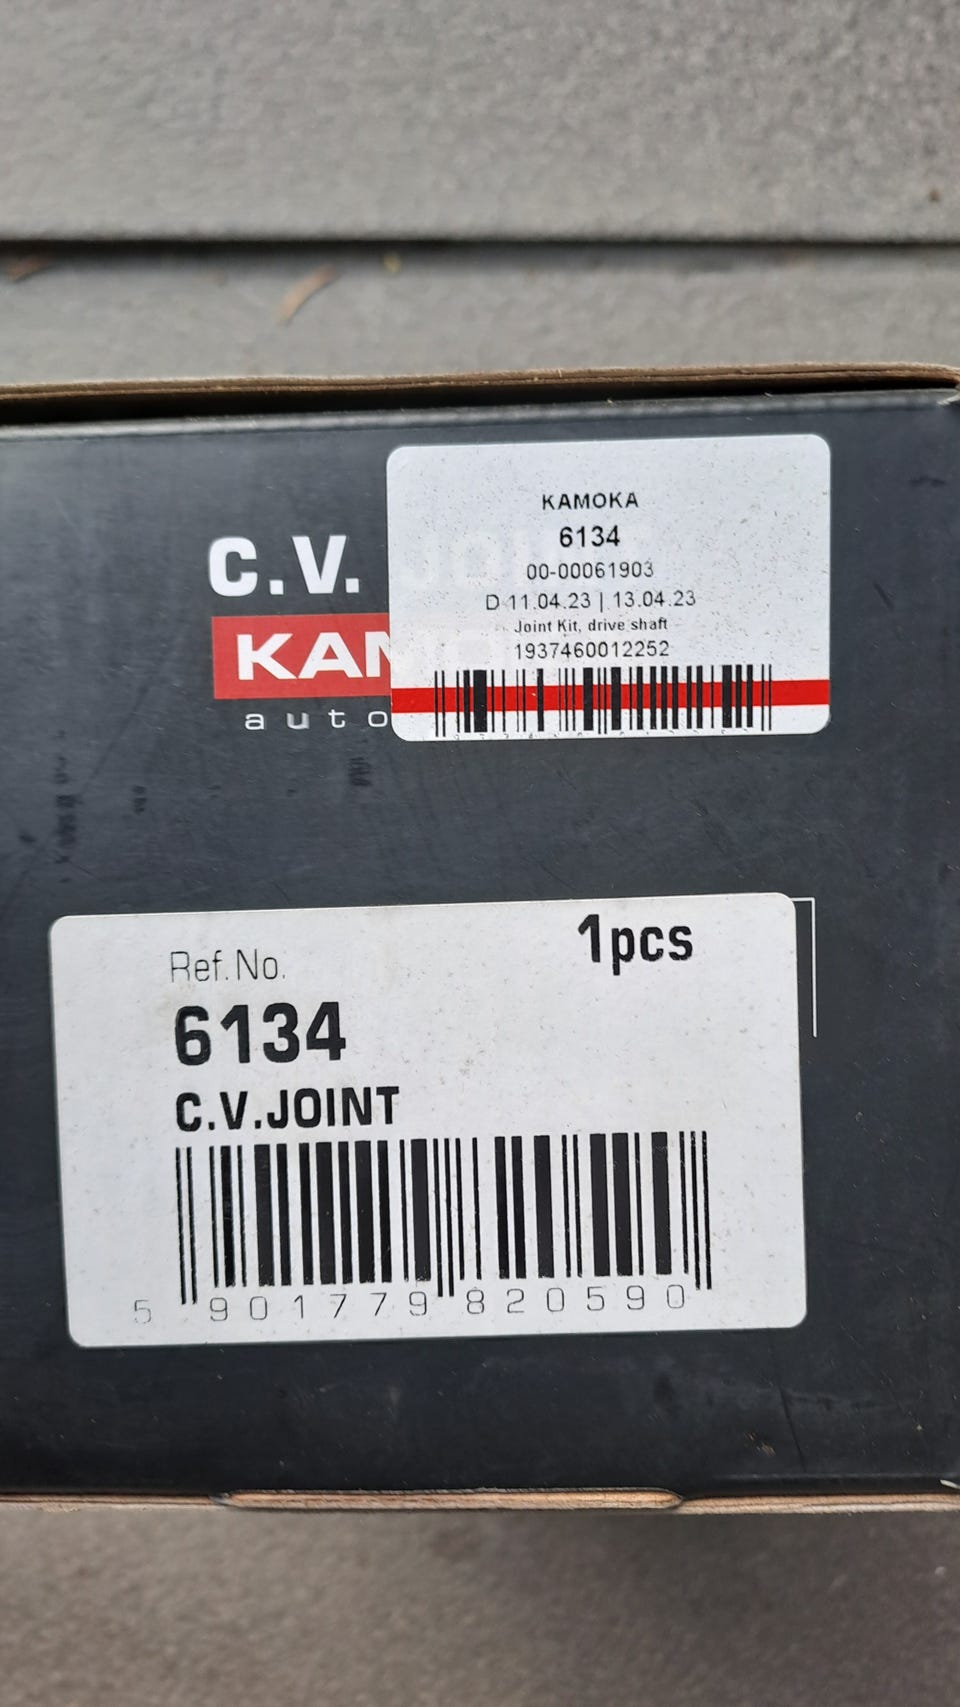 C.V.
KAM
auto
KAMOKA
6134
00-00061903
D 11.04.23 | 13.04.23
Joint Kit, drive shaft
1937460012252
Ref. No.
1pcs
6134
C.V.JOINT
5 901779 820590